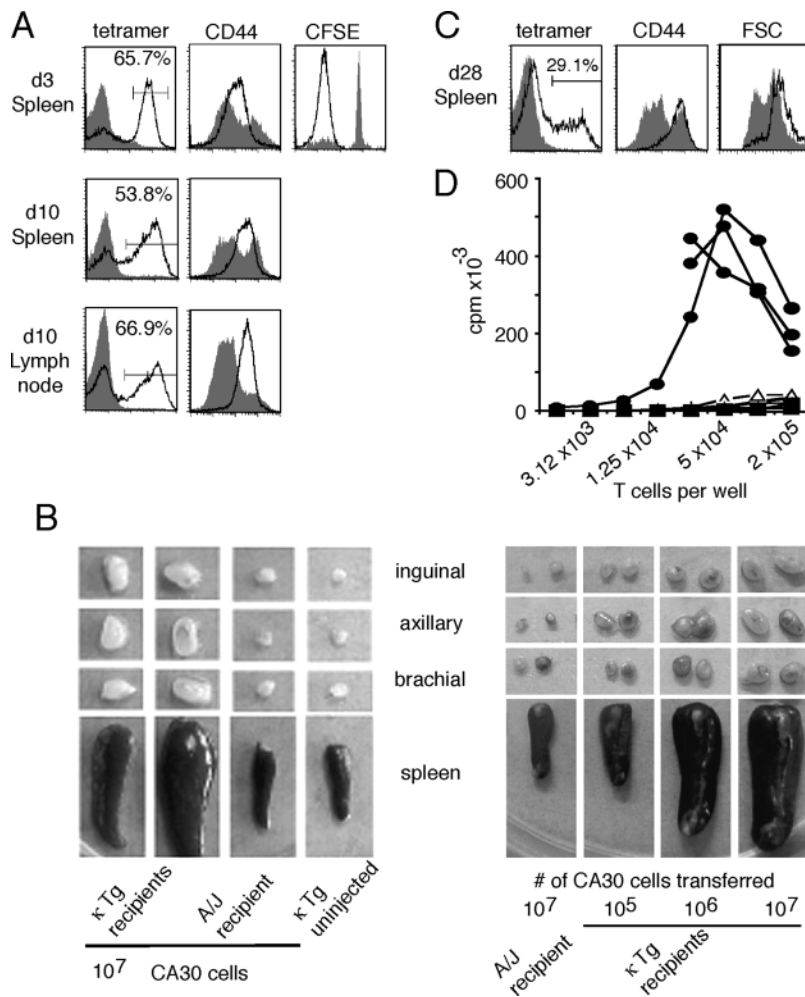 A
tetramer
CD44
CFSE
d3
Spleen
65.7%
d10
Spleen
53.8%
d10
Lymph
node
66.9%
C
tetramer
CD44
FSC
d28
Spleen
29.1%
D
600
400
200
0
cpm x10-3
3.12 x103
1.25 x104
5 x104
2 x105
T cells per well
B
inguinal
axillary
brachial
spleen
κ Tg
recipients
A/J
recipient
κ Tg
uninjected
107 CA30 cells
# of CA30 cells transferred
107 105 106 107
A/J
recipient
κ Tg
recipients